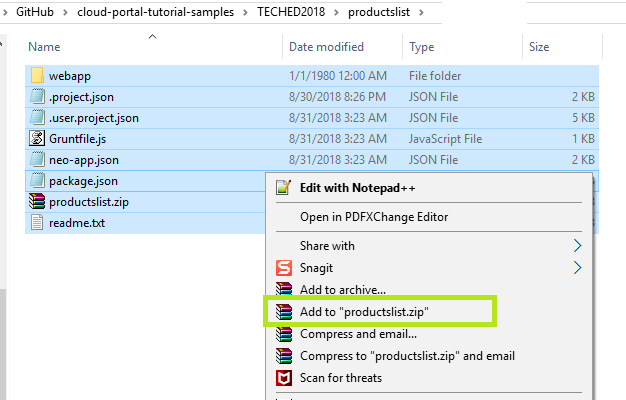 GitHub > cloud-portal-tutorial-samples > TECHED2018 > productslist >
Name Date modified Type Size
webapp 1/1/1980 12:00 AM File folder
.project.json 8/30/2018 8:26 PM JSON File 2 KB
.user.project.json 8/31/2018 3:23 AM JSON File 5 KB
Gruntfile.js 8/31/2018 3:23 AM JavaScript File 1 KB
neo-app.json 8/31/2018 3:23 AM JSON File 2 KB
package.json
productslist.zip
readme.txt
Edit with Notepad++
Open in PDFXChange Editor
Share with
Snagit
Add to archive...
Add to "productslist.zip"
Compress and email...
Compress to "productslist.zip" and email
Scan for threats